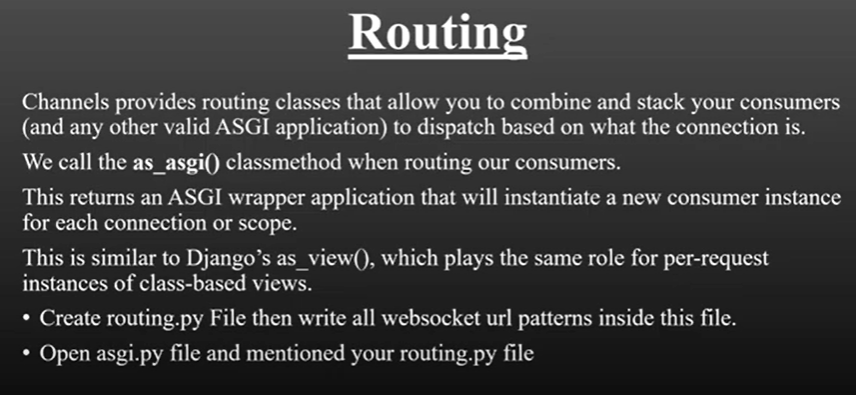 Routing
Channels provides routing classes that allow you to combine and stack your consumers
(and any other valid ASGI application) to dispatch based on what the connection is.
We call the as_asgi() classmethod when routing our consumers.
This returns an ASGI wrapper application that will instantiate a new consumer instance
for each connection or scope.
This is similar to Django’s as_view(), which plays the same role for per-request
instances of class-based views.
• Create routing.py File then write all websocket url patterns inside this file.
• Open asgi.py file and mentioned your routing.py file